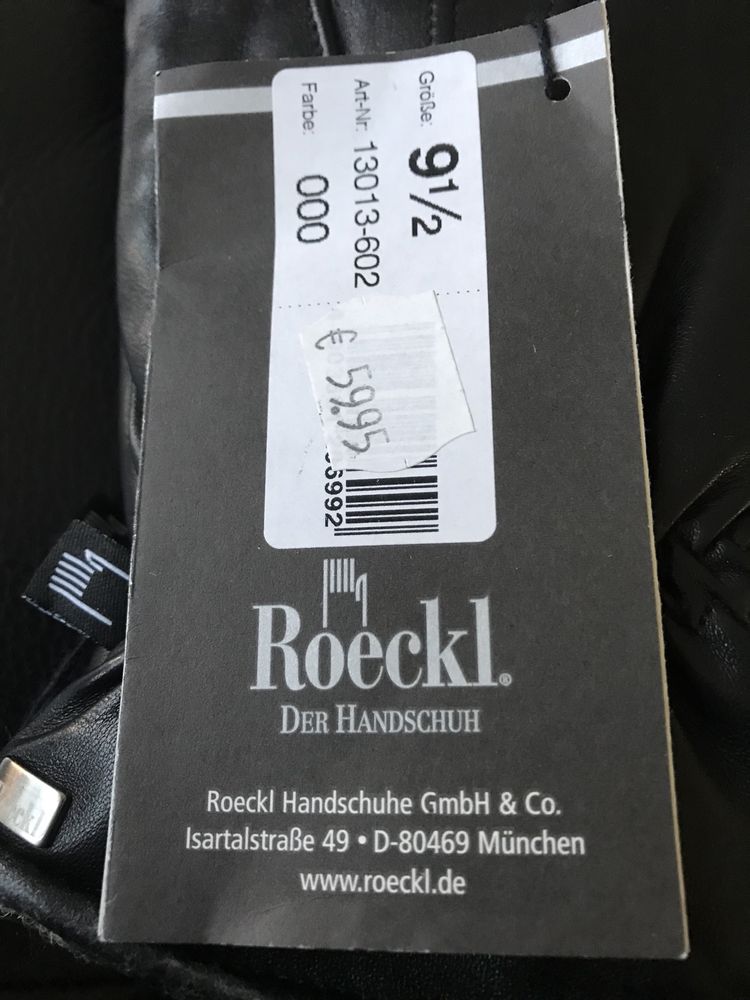 Größe: 9½
Art-Nr: 13013-602
Farbe: 000
€ 59.95
6992
Roeckl®
DER HANDSCHUH
Roeckl Handschuhe GmbH & Co.
Isartalstraße 49 • D-80469 München
www.roeckl.de